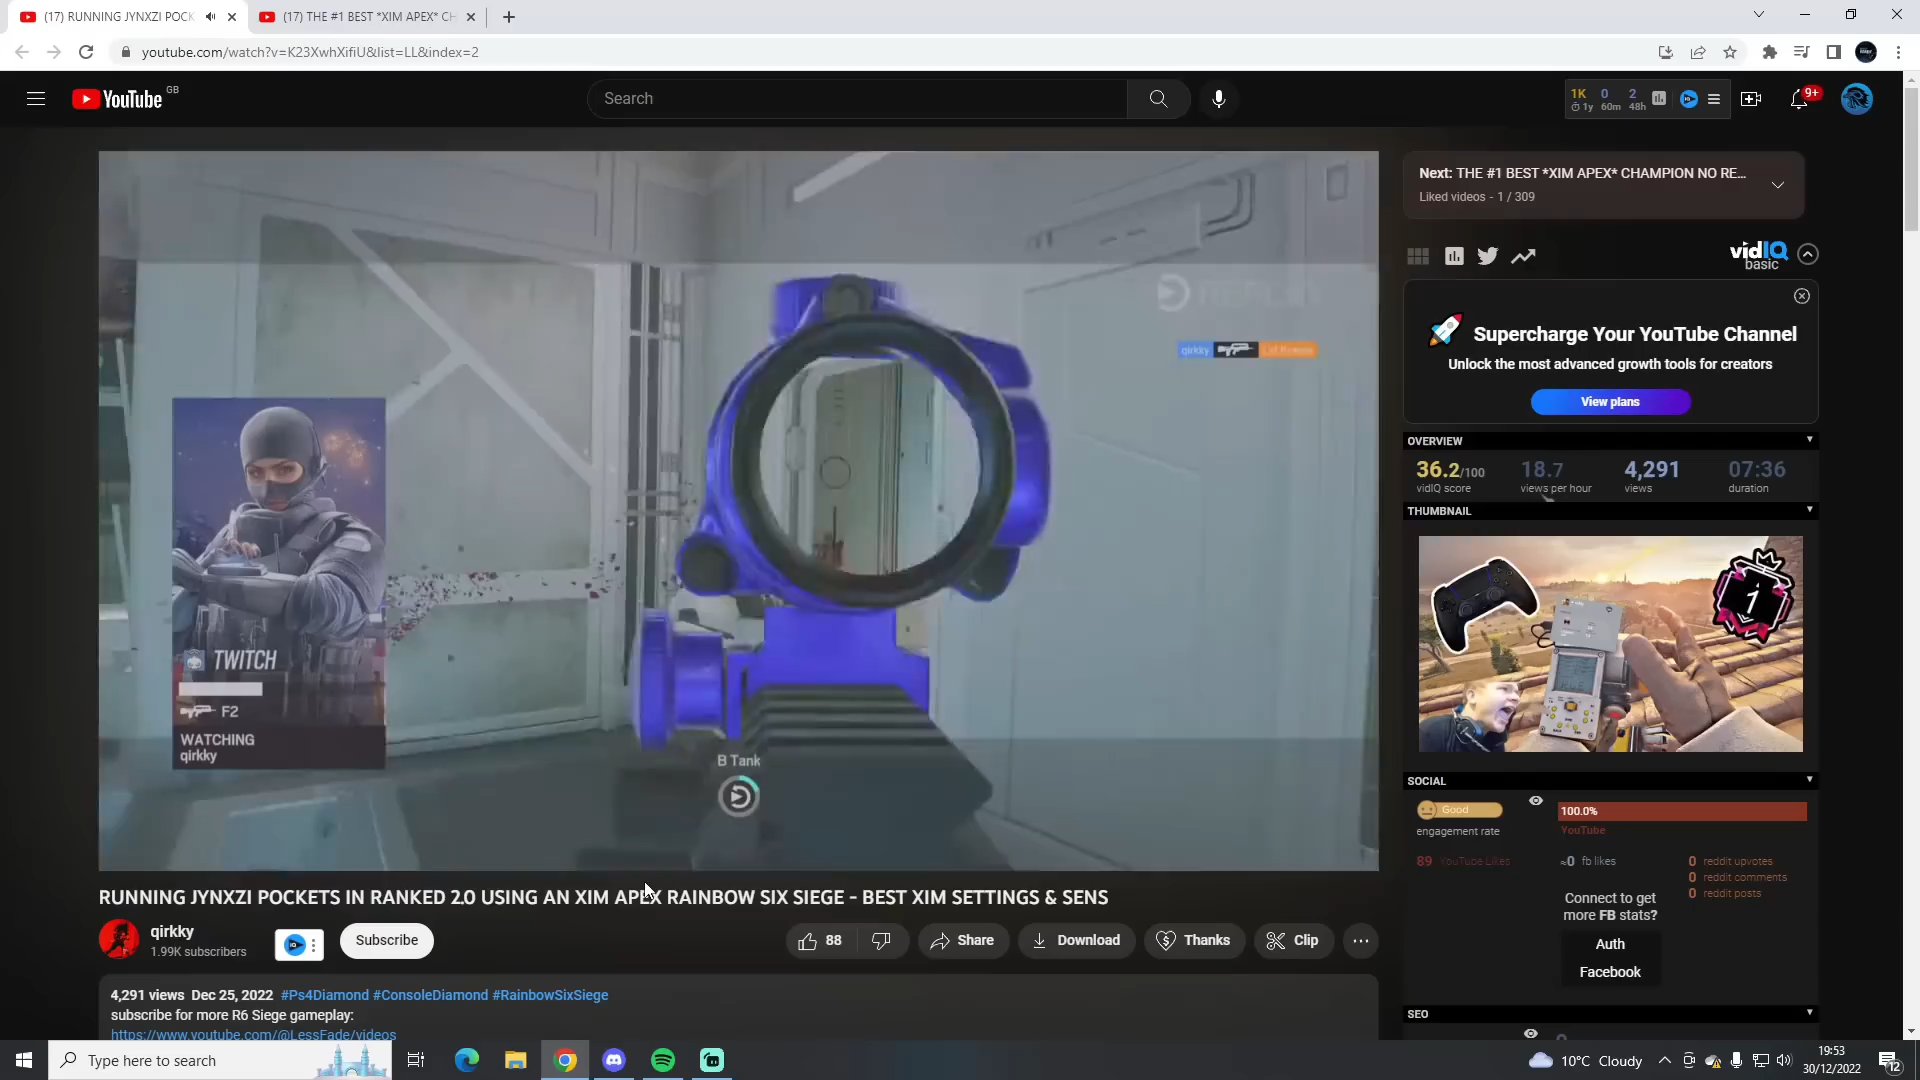 (17) RUNNING JYNXZI POCK
(17) THE #1 BEST *XIM APEX* CH
youtube.com/watch?v=K23XwhXifiU&list=LL&index=2
YouTube GB
Search
1K 0 2
1y 60m 48h
9+
Next: THE #1 BEST *XIM APEX* CHAMPION NO RE...
Liked videos - 1 / 309
vidIQ
basic
Supercharge Your YouTube Channel
Unlock the most advanced growth tools for creators
View plans
OVERVIEW
36.2/100 18.7 4,291 07:36
vidIQ score views per hour views duration
THUMBNAIL
1
SOCIAL
Good 100.0%
engagement rate YouTube
89 YouTube Likes ≈0 fb likes 0 reddit upvotes
0 reddit comments
0 reddit posts
Connect to get
more FB stats?
Auth
Facebook
SEO
REPLAY
qirkky
TWITCH
F2
WATCHING
qirkky
B Tank
RUNNING JYNXZI POCKETS IN RANKED 2.0 USING AN XIM APEX RAINBOW SIX SIEGE - BEST XIM SETTINGS & SENS
qirkky
1.99K subscribers
Subscribe
88
Share
Download
Thanks
Clip
4,291 views Dec 25, 2022 #Ps4Diamond #ConsoleDiamond #RainbowSixSiege
subscribe for more R6 Siege gameplay:
https://www.youtube.com/@LessFade/videos
Type here to search
10°C Cloudy
19:53
30/12/2022
12